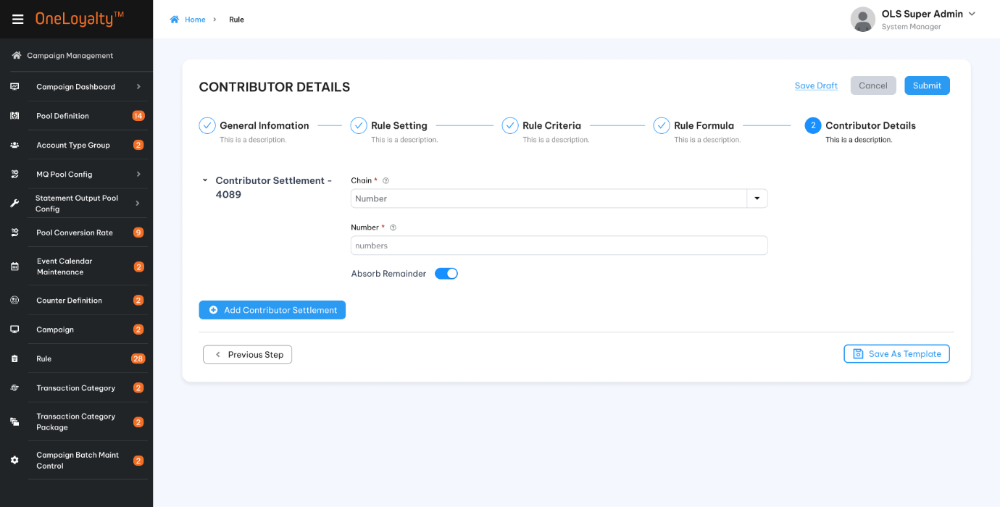 OneLoyalty™
Home
Rule
OLS Super Admin
System Manager
Campaign Management
Campaign Dashboard
Pool Definition
14
Account Type Group
2
MQ Pool Config
Statement Output Pool
Config
Pool Conversion Rate
9
Event Calendar
Maintenance
2
Counter Definition
2
Campaign
2
Rule
28
Transaction Category
2
Transaction Category
Package
2
Campaign Batch Maint
Control
2
CONTRIBUTOR DETAILS
Save Draft
Cancel
Submit
General Infomation
This is a description.
Rule Setting
This is a description.
Rule Criteria
This is a description.
Rule Formula
This is a description.
2
Contributor Details
This is a description.
Contributor Settlement -
4089
Chain *
Number
Number *
numbers
Absorb Remainder
Add Contributor Settlement
Previous Step
Save As Template